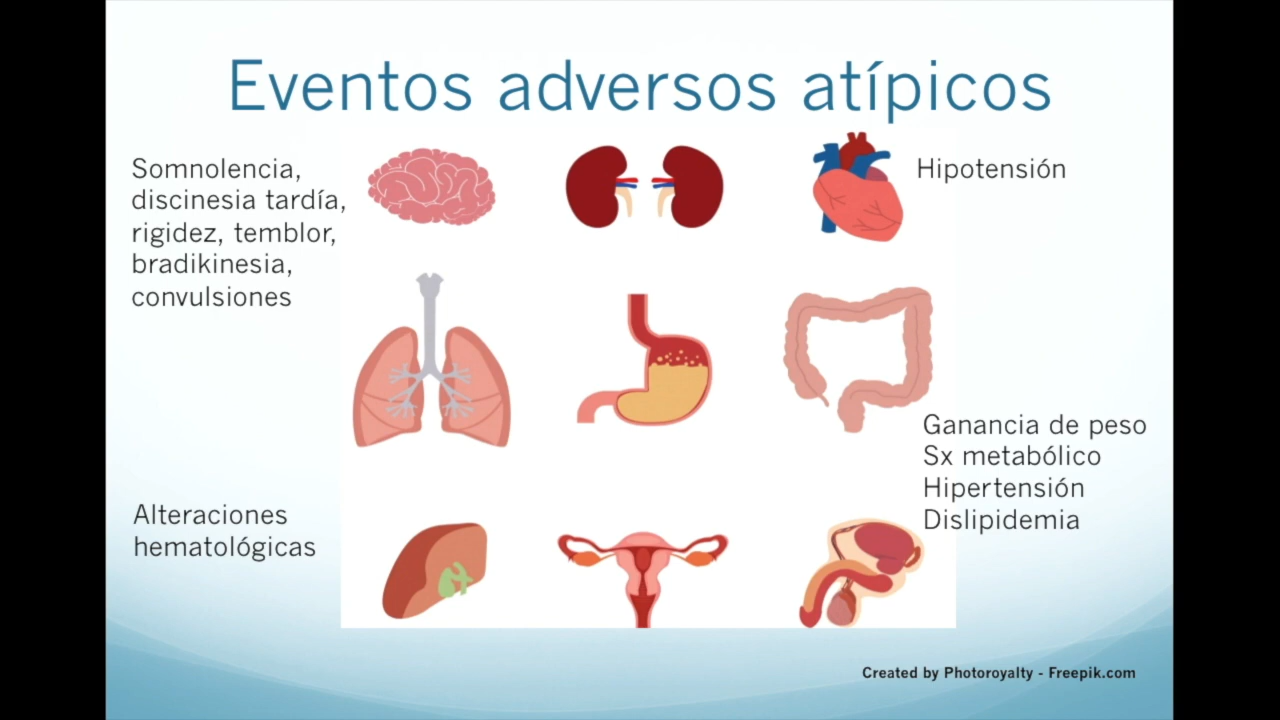 Eventos adversos atípicos
Somnolencia,
discinesia tardía,
rigidez, temblor,
bradikinesia,
convulsiones
Hipotensión
Ganancia de peso
Sx metabólico
Hipertensión
Dislipidemia
Alteraciones
hematológicas
Created by Photoroyalty - Freepik.com